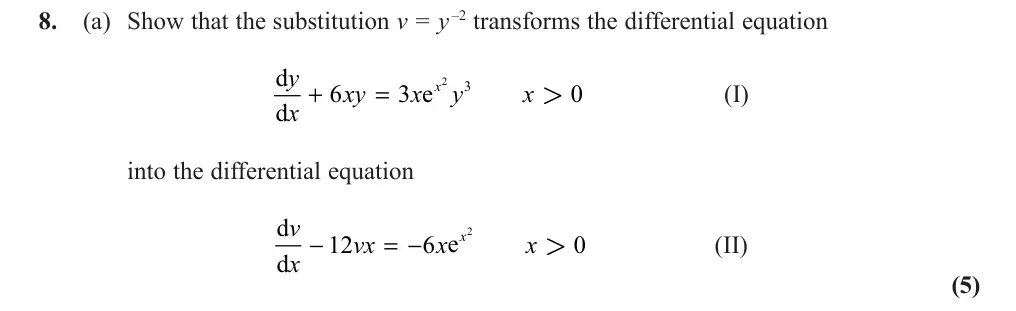 8. (a) Show that the substitution v = y⁻² transforms the differential equation
dy/dx + 6xy = 3xe^{x²}y³ x > 0 (I)
into the differential equation
dv/dx − 12vx = −6xe^{x²} x > 0 (II)
(5)